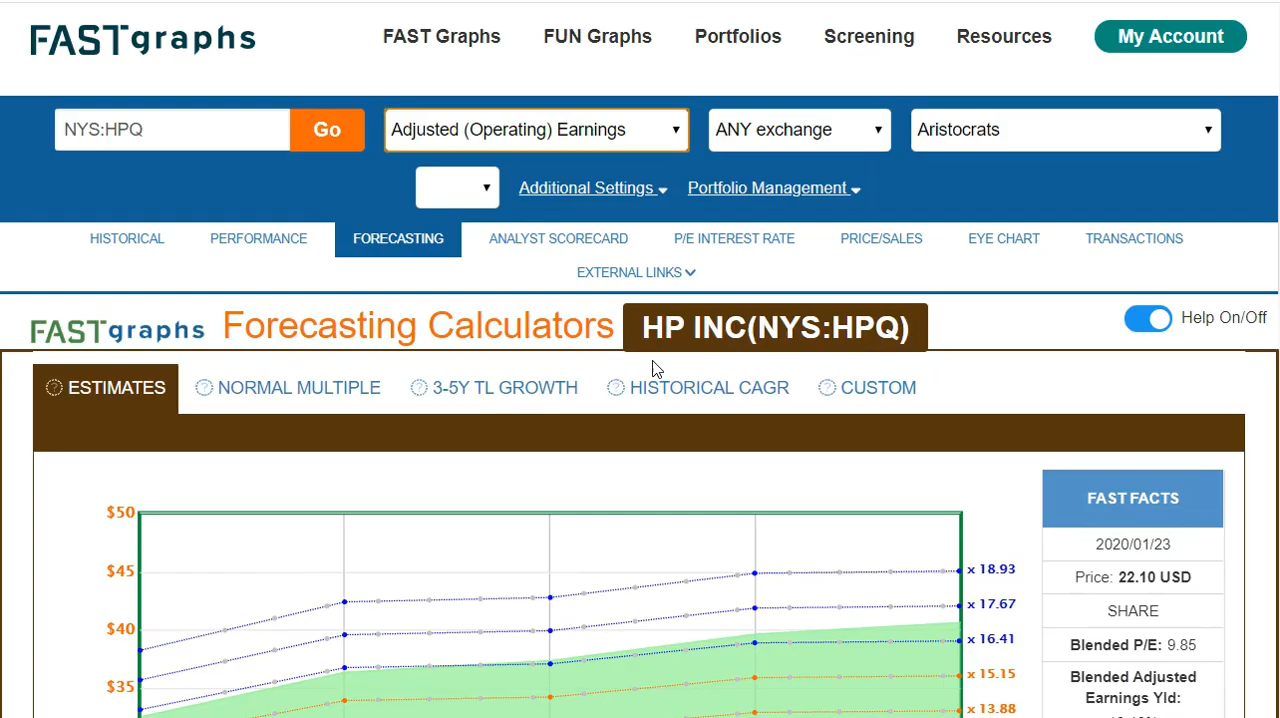 FASTgraphs FAST Graphs FUN Graphs Portfolios Screening Resources My Account
NYS:HPQ Go Adjusted (Operating) Earnings ANY exchange Aristocrats
Additional Settings Portfolio Management
HISTORICAL PERFORMANCE FORECASTING ANALYST SCORECARD P/E INTEREST RATE PRICE/SALES EYE CHART TRANSACTIONS
EXTERNAL LINKS
FASTgraphs Forecasting Calculators HP INC(NYS:HPQ) Help On/Off
ESTIMATES NORMAL MULTIPLE 3-5Y TL GROWTH HISTORICAL CAGR CUSTOM
$50
$45
$40
$35
x 18.93
x 17.67
x 16.41
x 15.15
x 13.88
FAST FACTS
2020/01/23
Price: 22.10 USD
SHARE
Blended P/E: 9.85
Blended Adjusted
Earnings Yld: